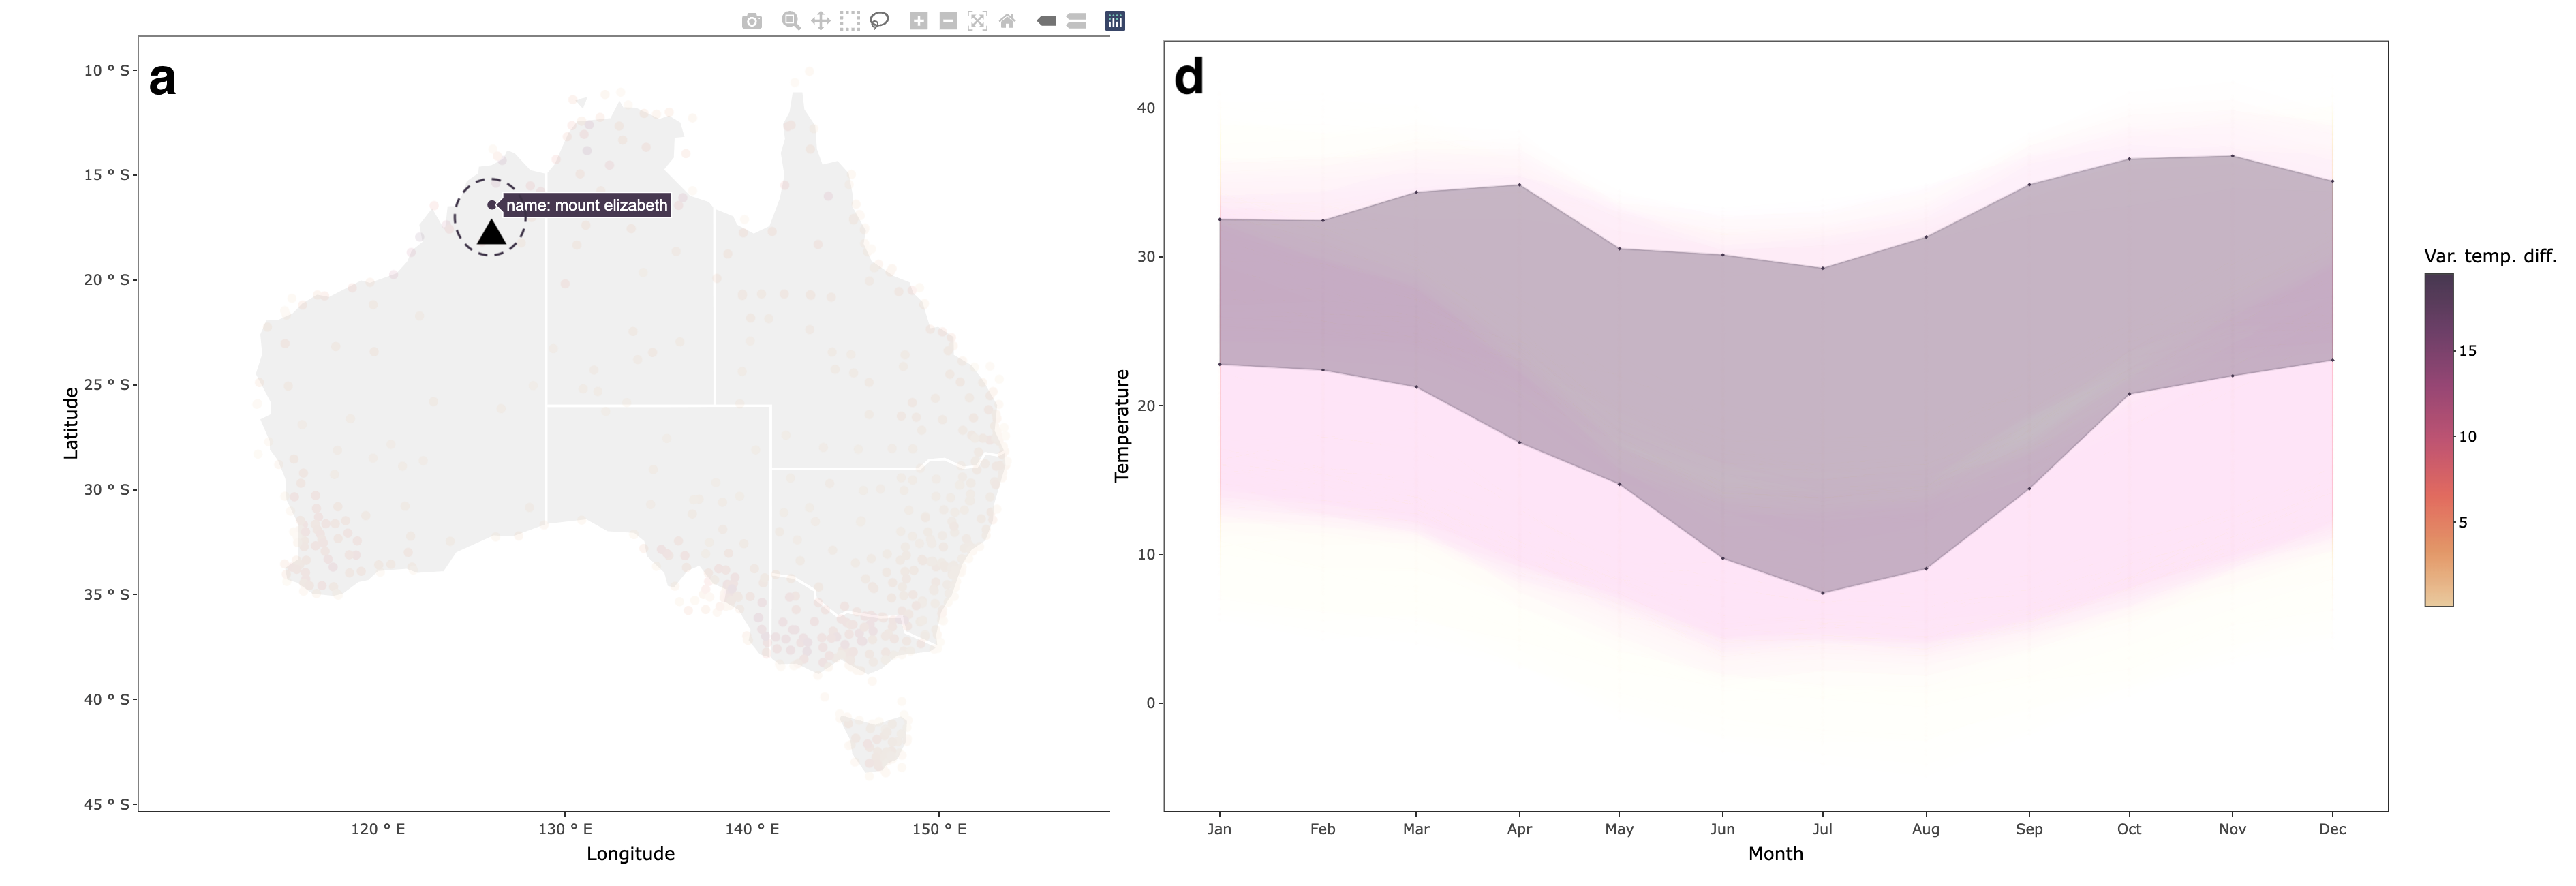 a
10 ° S
15 ° S
20 ° S
25 ° S
30 ° S
35 ° S
40 ° S
45 ° S
Latitude
name: mount elizabeth
120 ° E
130 ° E
140 ° E
150 ° E
Longitude
d
40
30
20
10
0
Temperature
Jan
Feb
Mar
Apr
May
Jun
Jul
Aug
Sep
Oct
Nov
Dec
Month
Var. temp. diff.
15
10
5